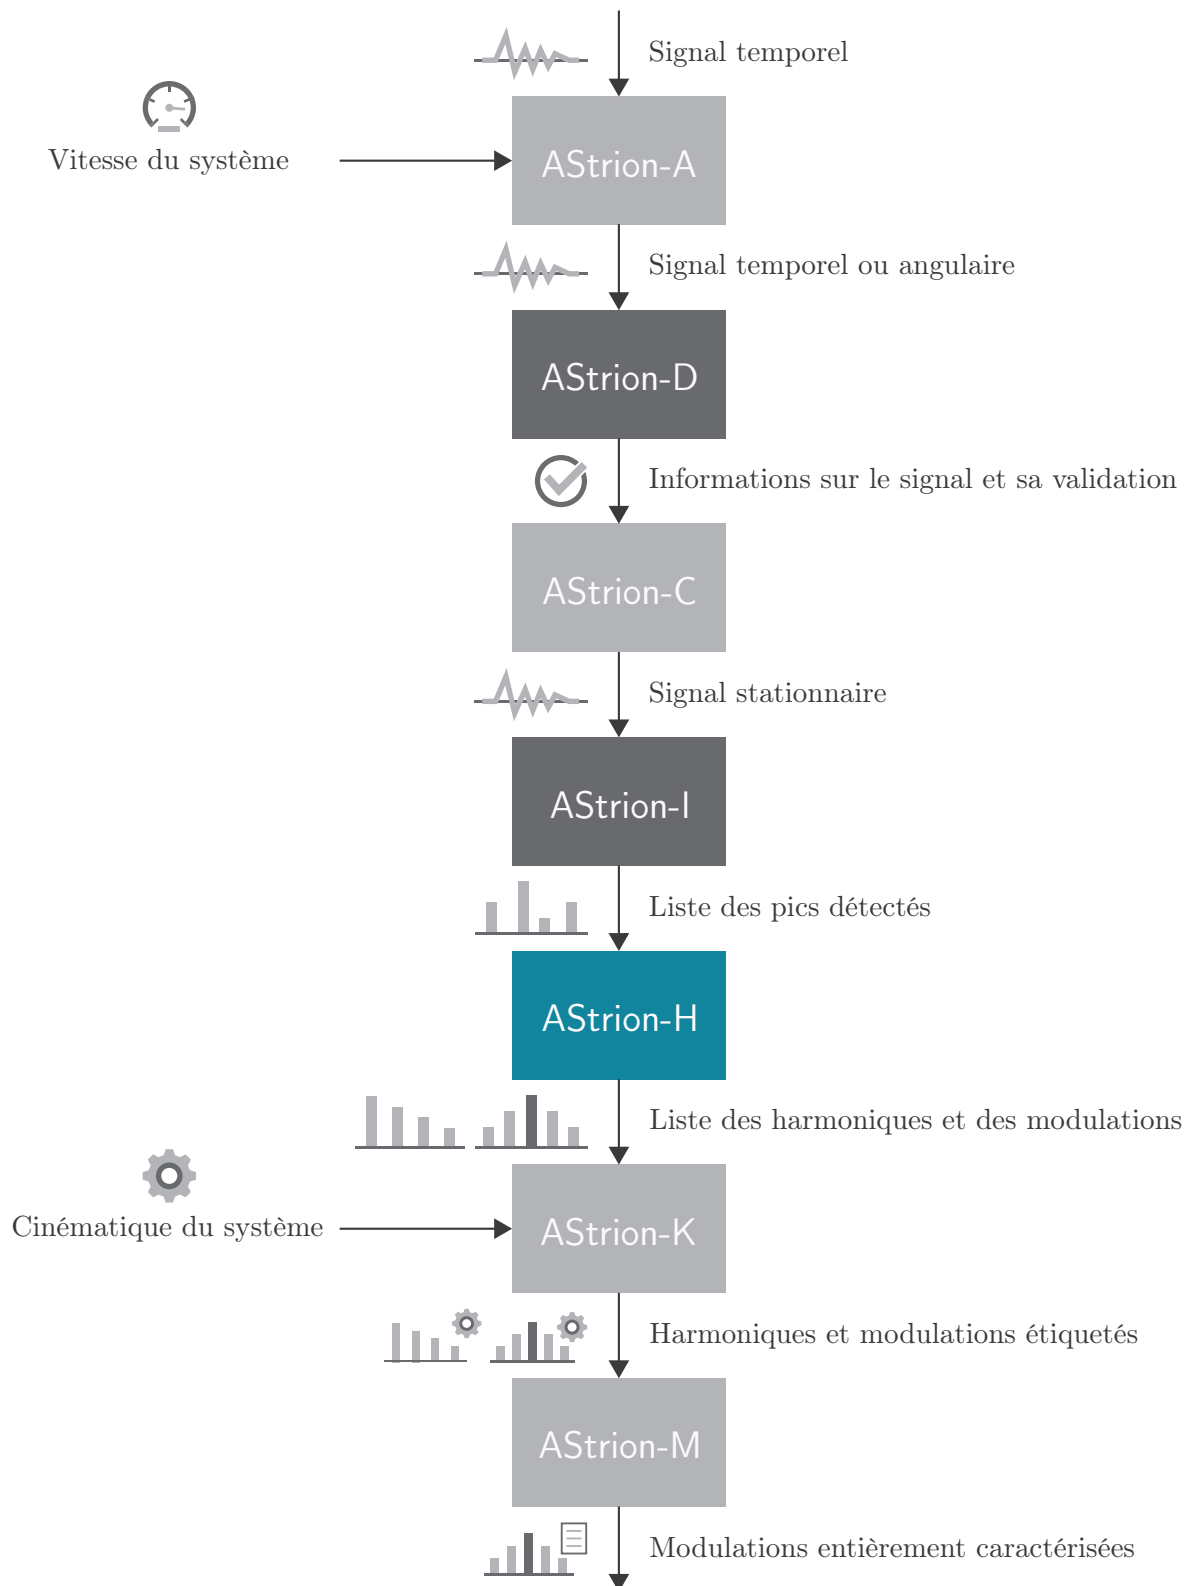 Signal temporel
Vitesse du système
AStrion-A
Signal temporel ou angulaire
AStrion-D
Informations sur le signal et sa validation
AStrion-C
Signal stationnaire
AStrion-I
Liste des pics détectés
AStrion-H
Liste des harmoniques et des modulations
Cinématique du système
AStrion-K
Harmoniques et modulations étiquetés
AStrion-M
Modulations entièrement caractérisées